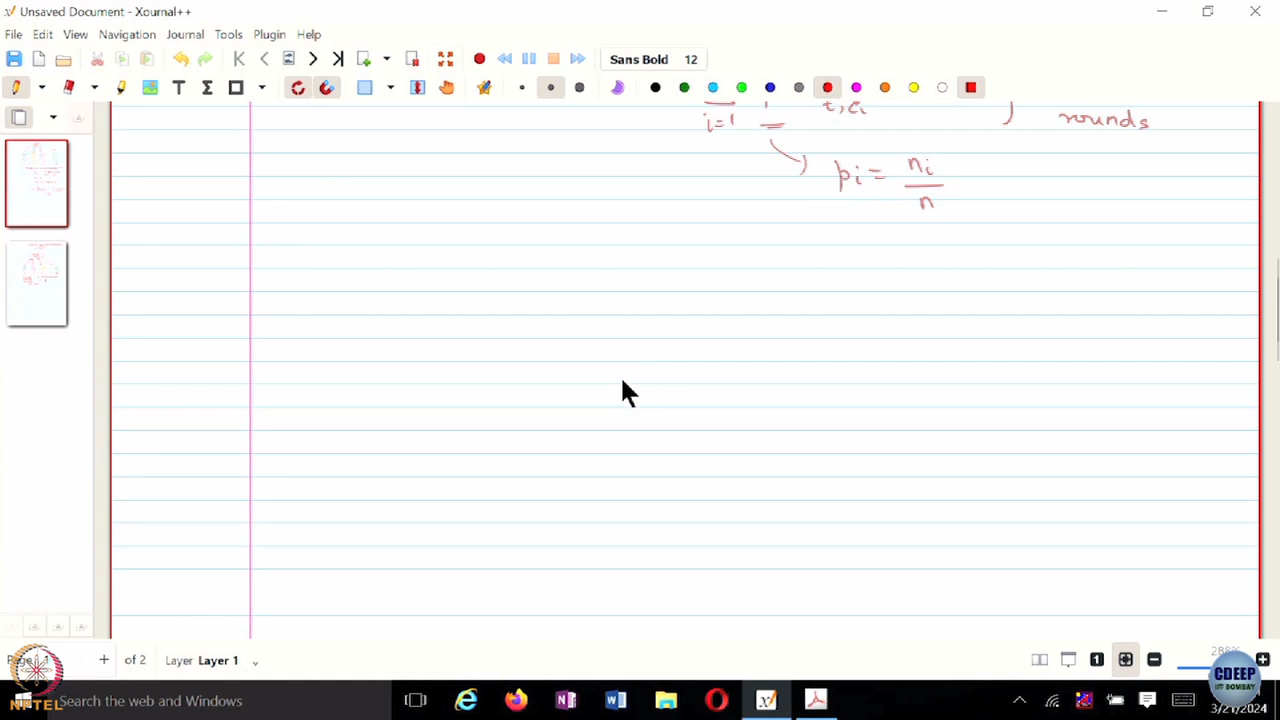 Unsaved Document - Xournal++
File Edit View Navigation Journal Tools Plugin Help
Sans Bold 12
i=1
rounds
pi = ni / n
of 2 Layer Layer 1
Search the web and Windows
NPTEL
CDEEP
IIT BOMBAY
3/21/2024